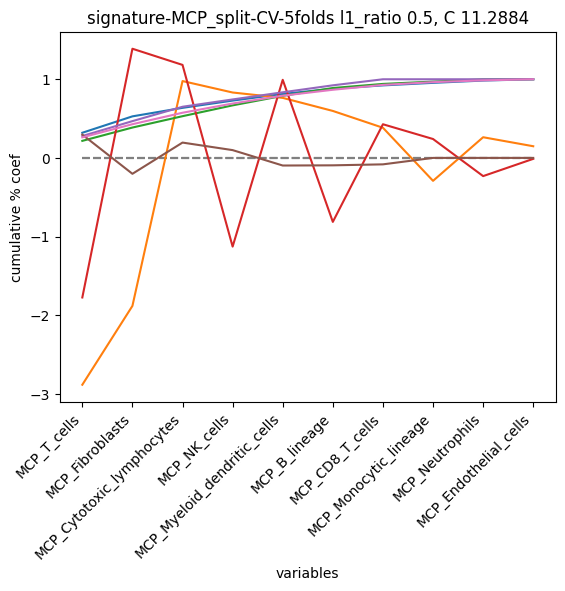 signature-MCP_split-CV-5folds l1_ratio 0.5, C 11.2884
cumulative % coef
1
0
−1
−2
−3
MCP_T_cells
MCP_Fibroblasts
MCP_Cytotoxic_lymphocytes
MCP_NK_cells
MCP_Myeloid_dendritic_cells
MCP_B_lineage
MCP_CD8_T_cells
MCP_Monocytic_lineage
MCP_Neutrophils
MCP_Endothelial_cells
variables